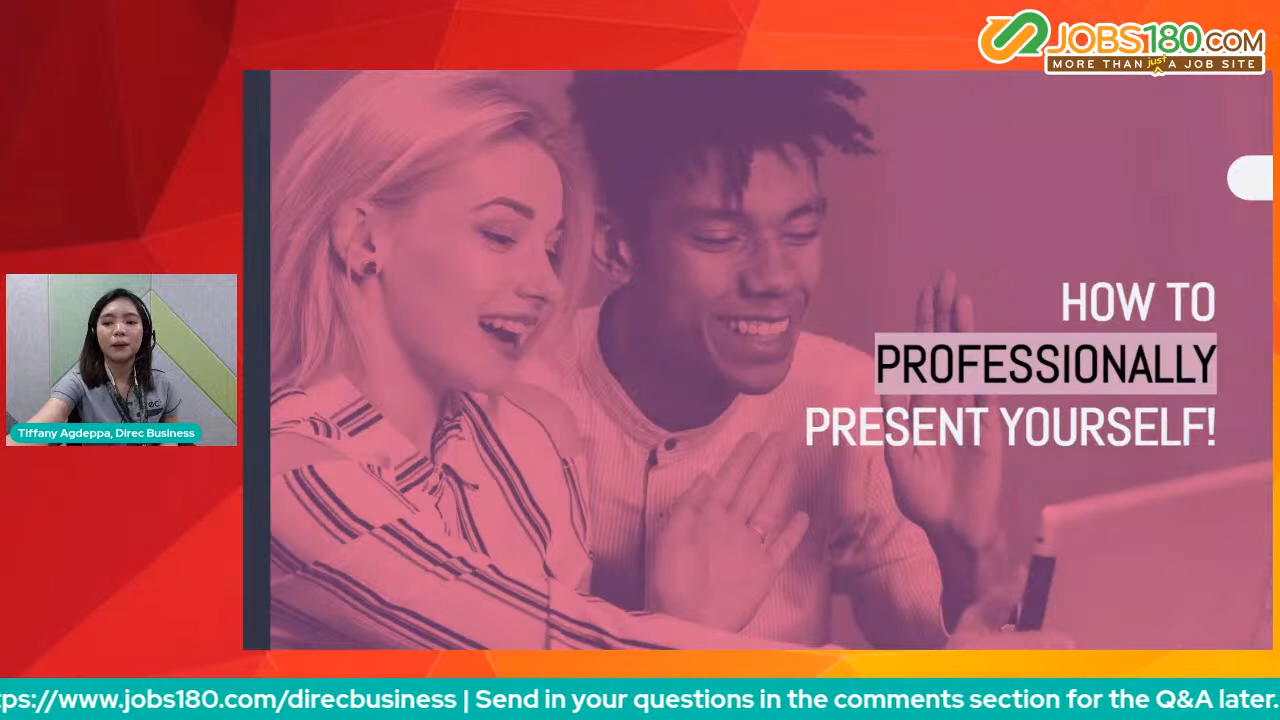 JOBS180.COM
MORE THAN just A JOB SITE
HOW TO
PROFESSIONALLY
PRESENT YOURSELF!
Tiffany Agdeppa, Direc Business
tps://www.jobs180.com/direcbusiness | Send in your questions in the comments section for the Q&A later.